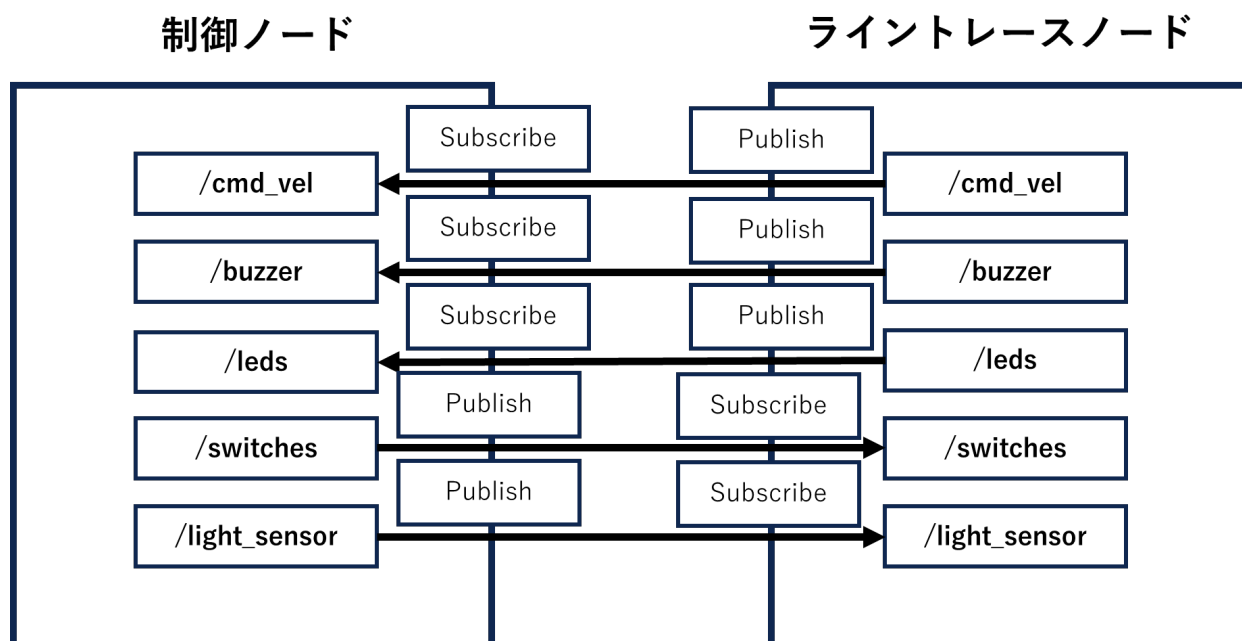 制御ノード ライントレースノード
Subscribe Publish
/cmd_vel /cmd_vel
Subscribe Publish
/buzzer /buzzer
Subscribe Publish
/leds /leds
Publish Subscribe
/switches /switches
Publish Subscribe
/light_sensor /light_sensor